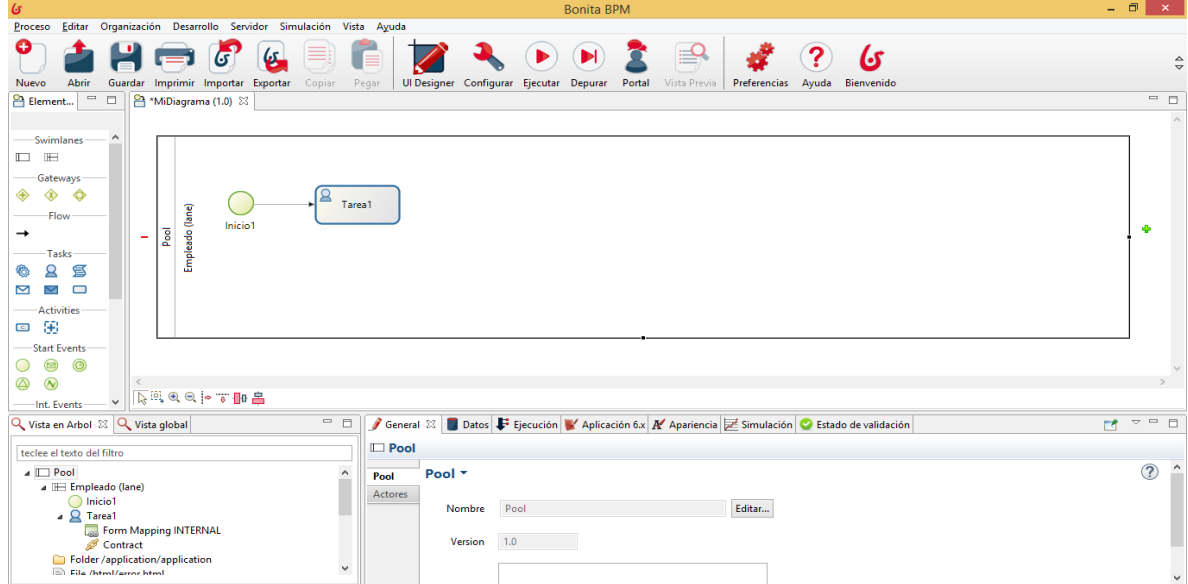 Bonita BPM
Proceso Editar Organización Desarrollo Servidor Simulación Vista Ayuda
Nuevo Abrir Guardar Imprimir Importar Exportar Copiar Pegar UI Designer Configurar Ejecutar Depurar Portal Vista Previa Preferencias Ayuda Bienvenido
Element...
*MiDiagrama (1.0)
Swimlanes
Gateways
Flow
Tasks
Activities
Start Events
Int. Events
Pool
Empleado (lane)
Inicio1
Tarea1
Vista en Arbol Vista global
teclee el texto del filtro
Pool
Empleado (lane)
Inicio1
Tarea1
Form Mapping INTERNAL
Contract
Folder /application/application
File /html/error.html
General Datos Ejecución Aplicación 6.x Apariencia Simulación Estado de validación
Pool
Pool
Actores
Pool
Nombre Pool Editar...
Version 1.0